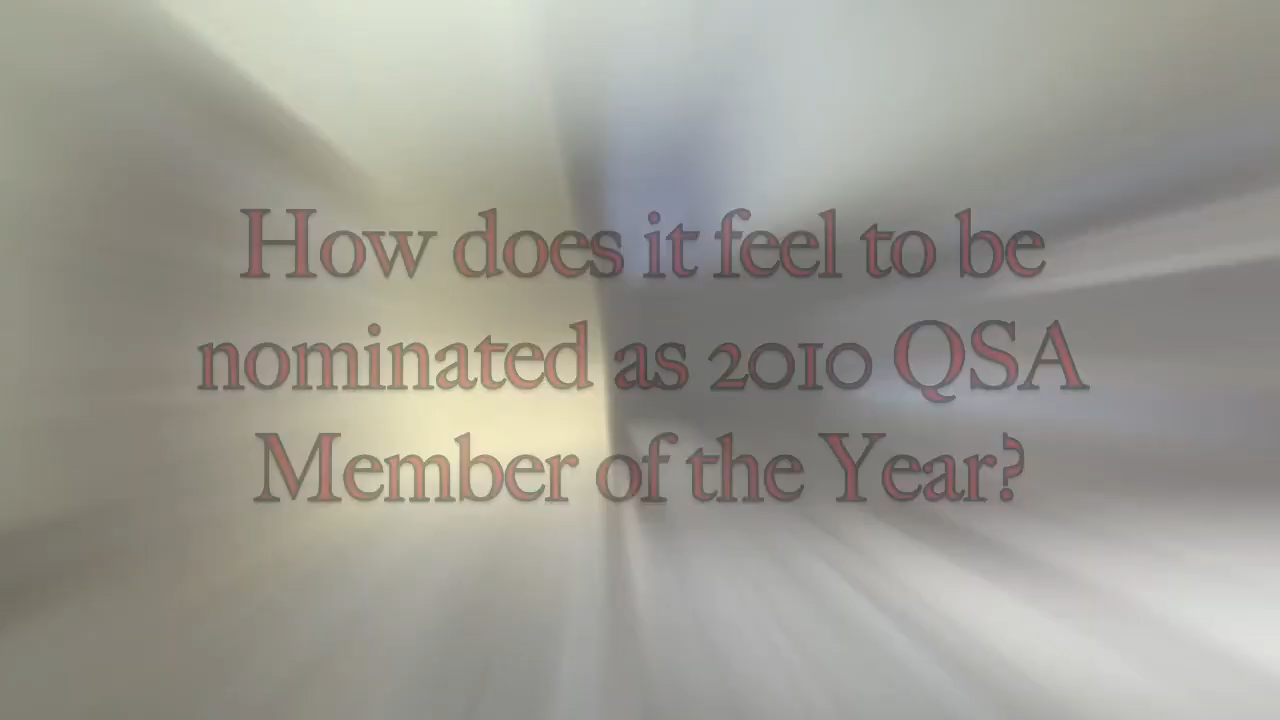 How does it feel to be
nominated as 2010 QSA
Member of the Year?